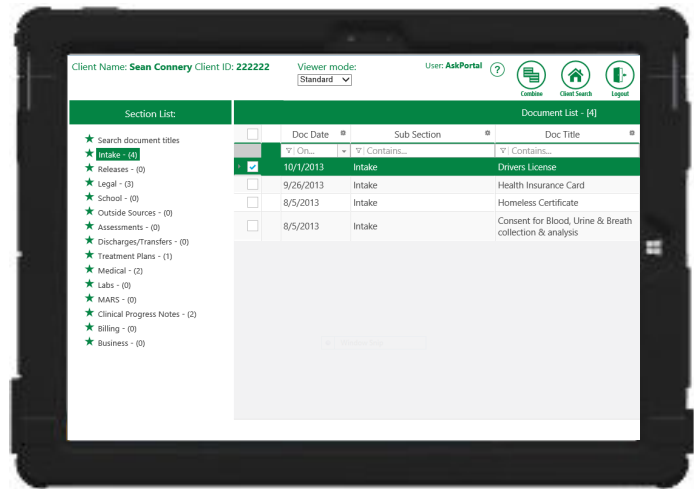 Client Name: Sean Connery Client ID: 222222
Viewer mode:
Standard
User: AskPortal
?
Combine
Client Search
Logout
Section List:
Document List - [4]
Search document titles
Intake - (4)
Releases - (0)
Legal - (3)
School - (0)
Outside Sources - (0)
Assessments - (0)
Discharges/Transfers - (0)
Treatment Plans - (1)
Medical - (2)
Labs - (0)
MARS - (0)
Clinical Progress Notes - (2)
Billing - (0)
Business - (0)
Doc Date Sub Section Doc Title
On... Contains... Contains...
10/1/2013 Intake Drivers License
9/26/2013 Intake Health Insurance Card
8/5/2013 Intake Homeless Certificate
8/5/2013 Intake Consent for Blood, Urine & Breath
collection & analysis